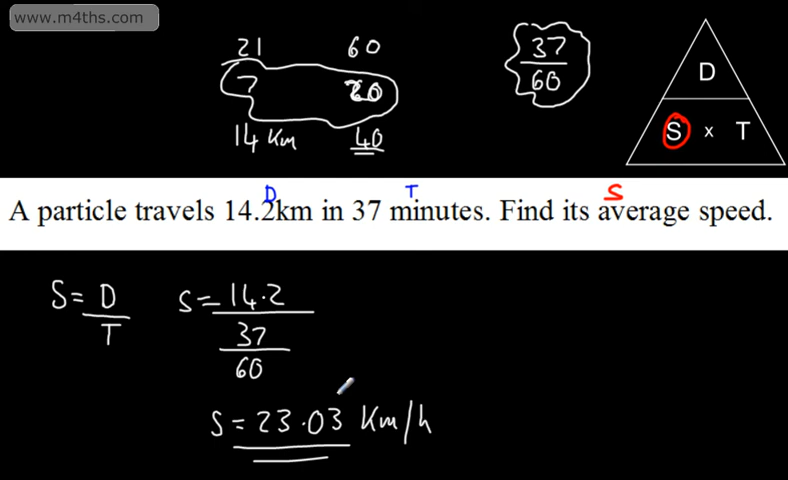 www.m4ths.com
21 60
7 20
14 Km 40
37
60
D
S x T
D T S
A particle travels 14.2km in 37 minutes. Find its average speed.
S = D
T
S = 14.2
37
60
S = 23.03 Km/h